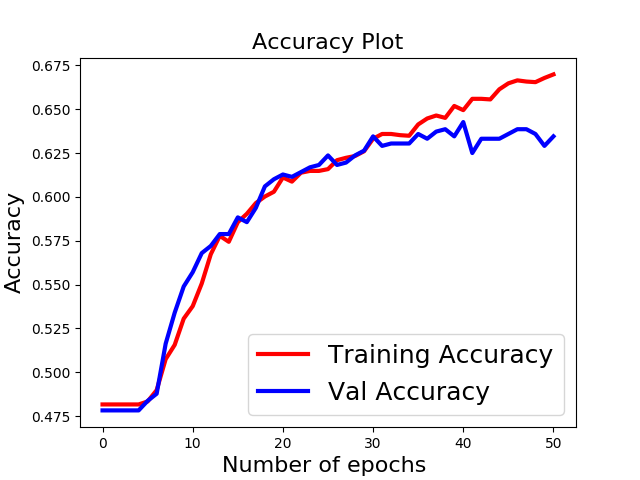 Accuracy Plot
0.675
0.650
0.625
0.600
0.575
0.550
0.525
0.500
0.475
Accuracy
Training Accuracy
Val Accuracy
0 10 20 30 40 50
Number of epochs